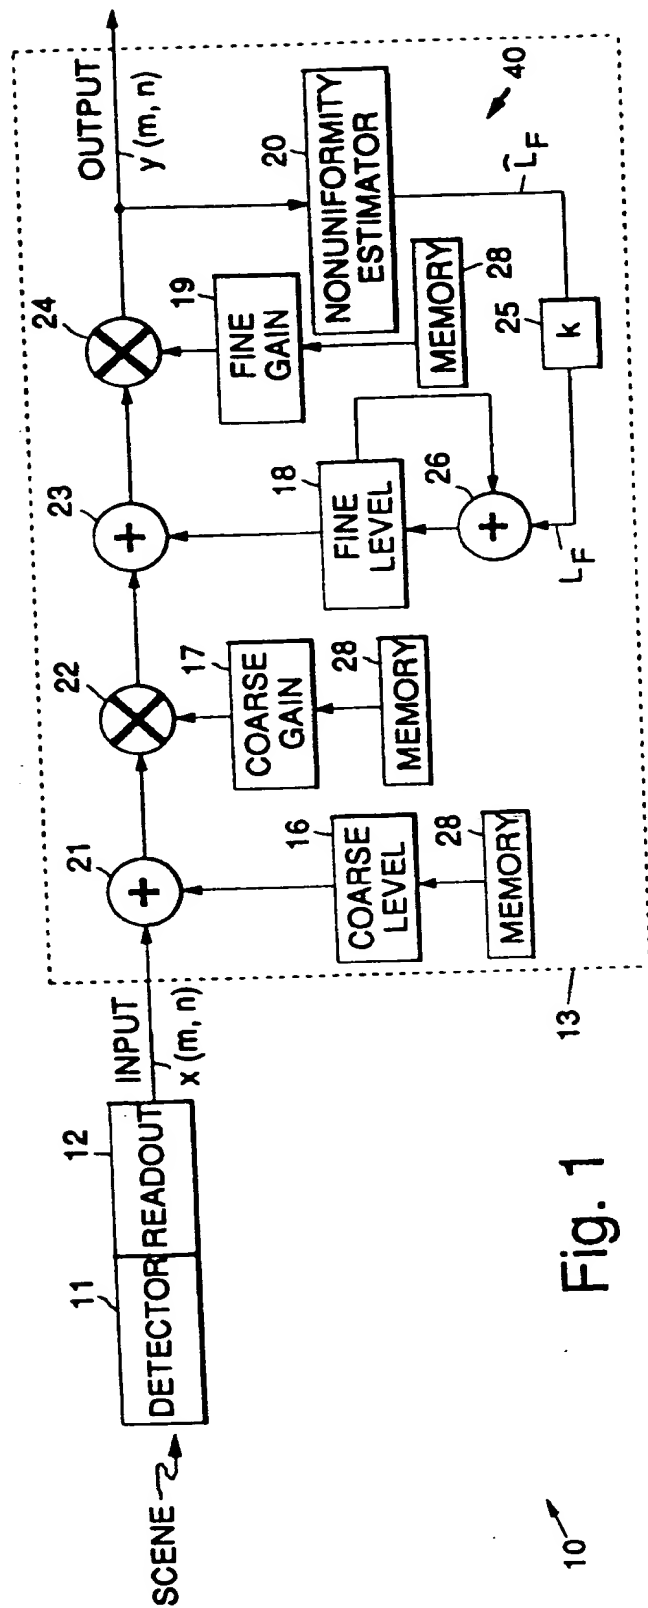 SCENE
11
DETECTOR
12
READOUT
INPUT
x (m, n)
21
+
16
COARSE
LEVEL
28
MEMORY
22
17
COARSE
GAIN
28
MEMORY
23
+
18
FINE
LEVEL
26
+
L_F
24
19
FINE
GAIN
28
MEMORY
25
k
OUTPUT
y (m, n)
20
NONUNIFORMITY
ESTIMATOR
L̂_F
40
13
10
Fig. 1